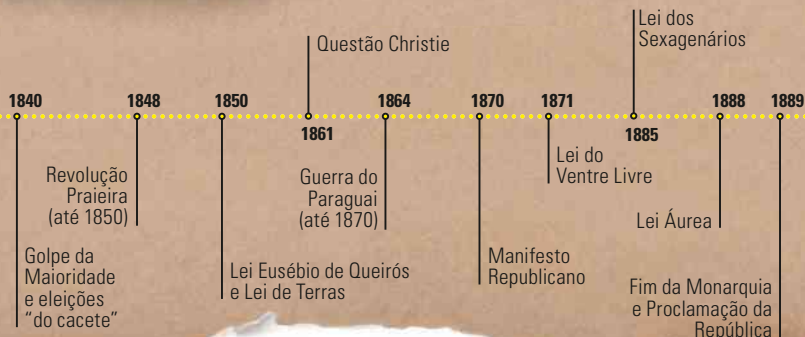 Questão Christie
Lei dos
Sexagenários
1840
1848
1850
1861
1864
1870
1871
1885
1888
1889
Revolução
Praieira
(até 1850)
Guerra do
Paraguai
(até 1870)
Lei do
Ventre Livre
Lei Áurea
Golpe da
Maioridade
e eleições
“do cacete”
Lei Eusébio de Queirós
e Lei de Terras
Manifesto
Republicano
Fim da Monarquia
e Proclamação da
República